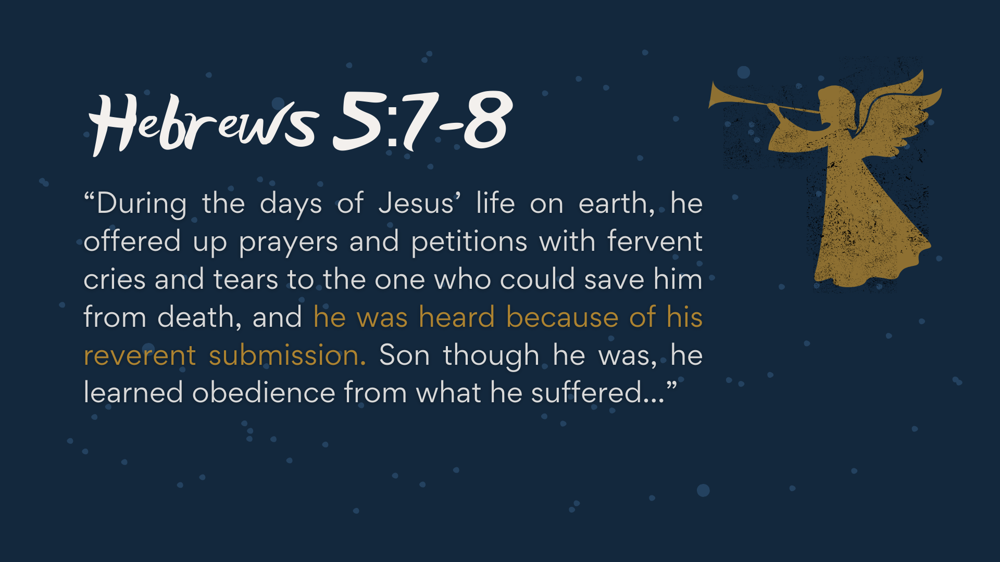 Hebrews 5:7-8
“During the days of Jesus’ life on earth, he
offered up prayers and petitions with fervent
cries and tears to the one who could save him
from death, and he was heard because of his
reverent submission. Son though he was, he
learned obedience from what he suffered...”